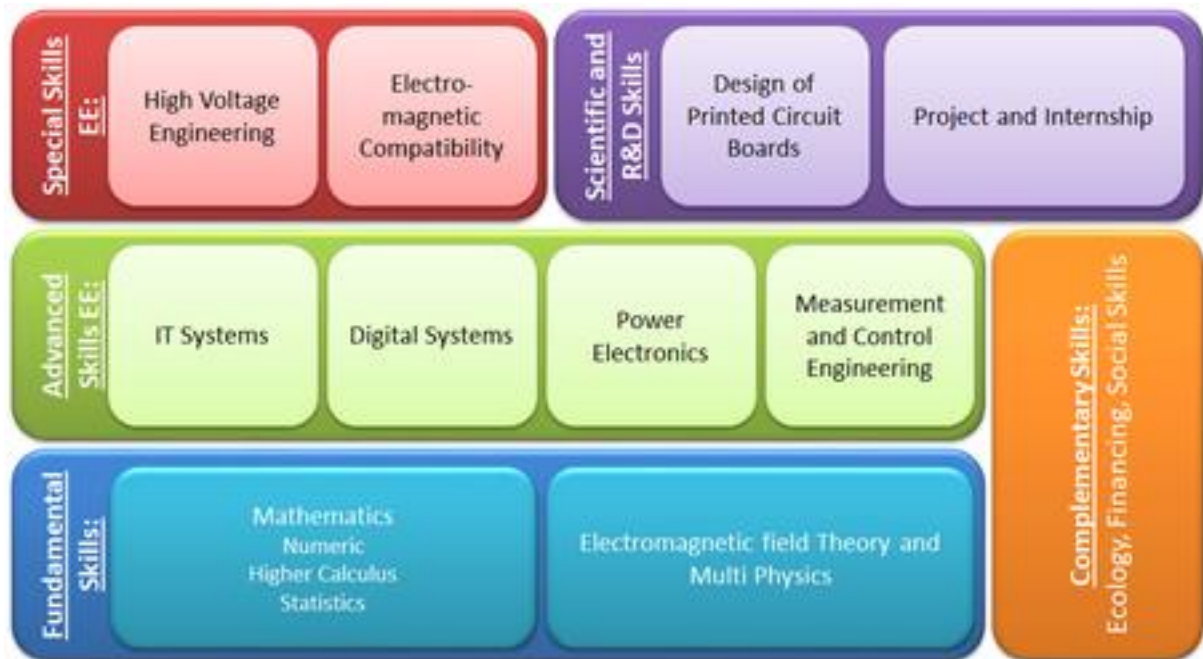 Special Skills
EE:
High Voltage
Engineering
Electro-
magnetic
Compatibility
Scientific and
R&D Skills
Design of
Printed Circuit
Boards
Project and Internship
Advanced
Skills EE:
IT Systems
Digital Systems
Power
Electronics
Measurement
and Control
Engineering
Complementary Skills:
Ecology, Financing, Social Skills
Fundamental
Skills:
Mathematics
Numeric
Higher Calculus
Statistics
Electromagnetic field Theory and
Multi Physics